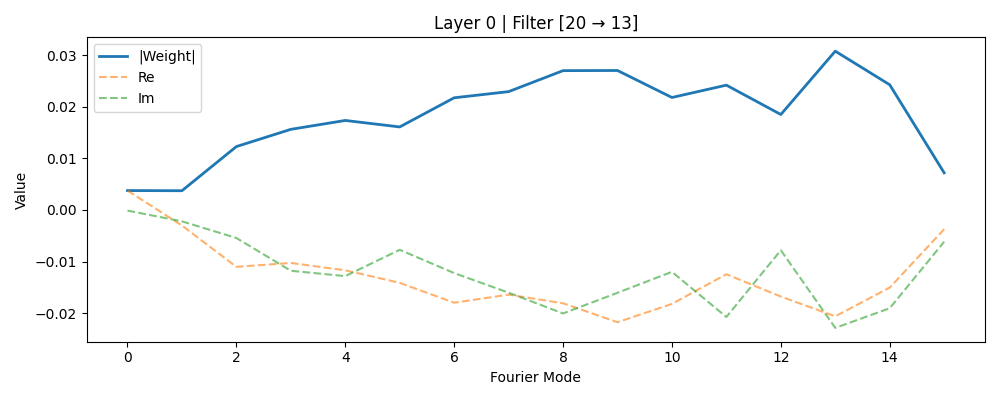 Layer 0 | Filter [20 → 13]
|Weight|
Re
Im
0.03
0.02
0.01
0.00
−0.01
−0.02
Value
0 2 4 6 8 10 12 14
Fourier Mode